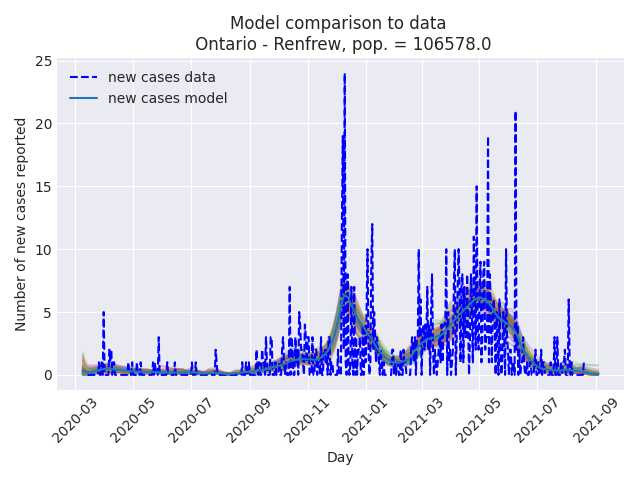 Model comparison to data
Ontario - Renfrew, pop. = 106578.0
25
20
15
10
5
0
Number of new cases reported
new cases data
new cases model
2020-03
2020-05
2020-07
2020-09
2020-11
2021-01
2021-03
2021-05
2021-07
2021-09
Day